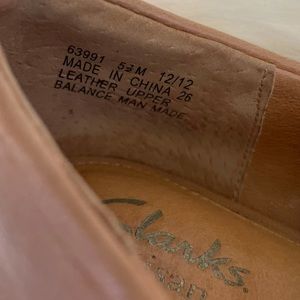 63991 5½M 12/12
MADE IN CHINA 26
LEATHER UPPER
BALANCE MAN MADE
Clarks